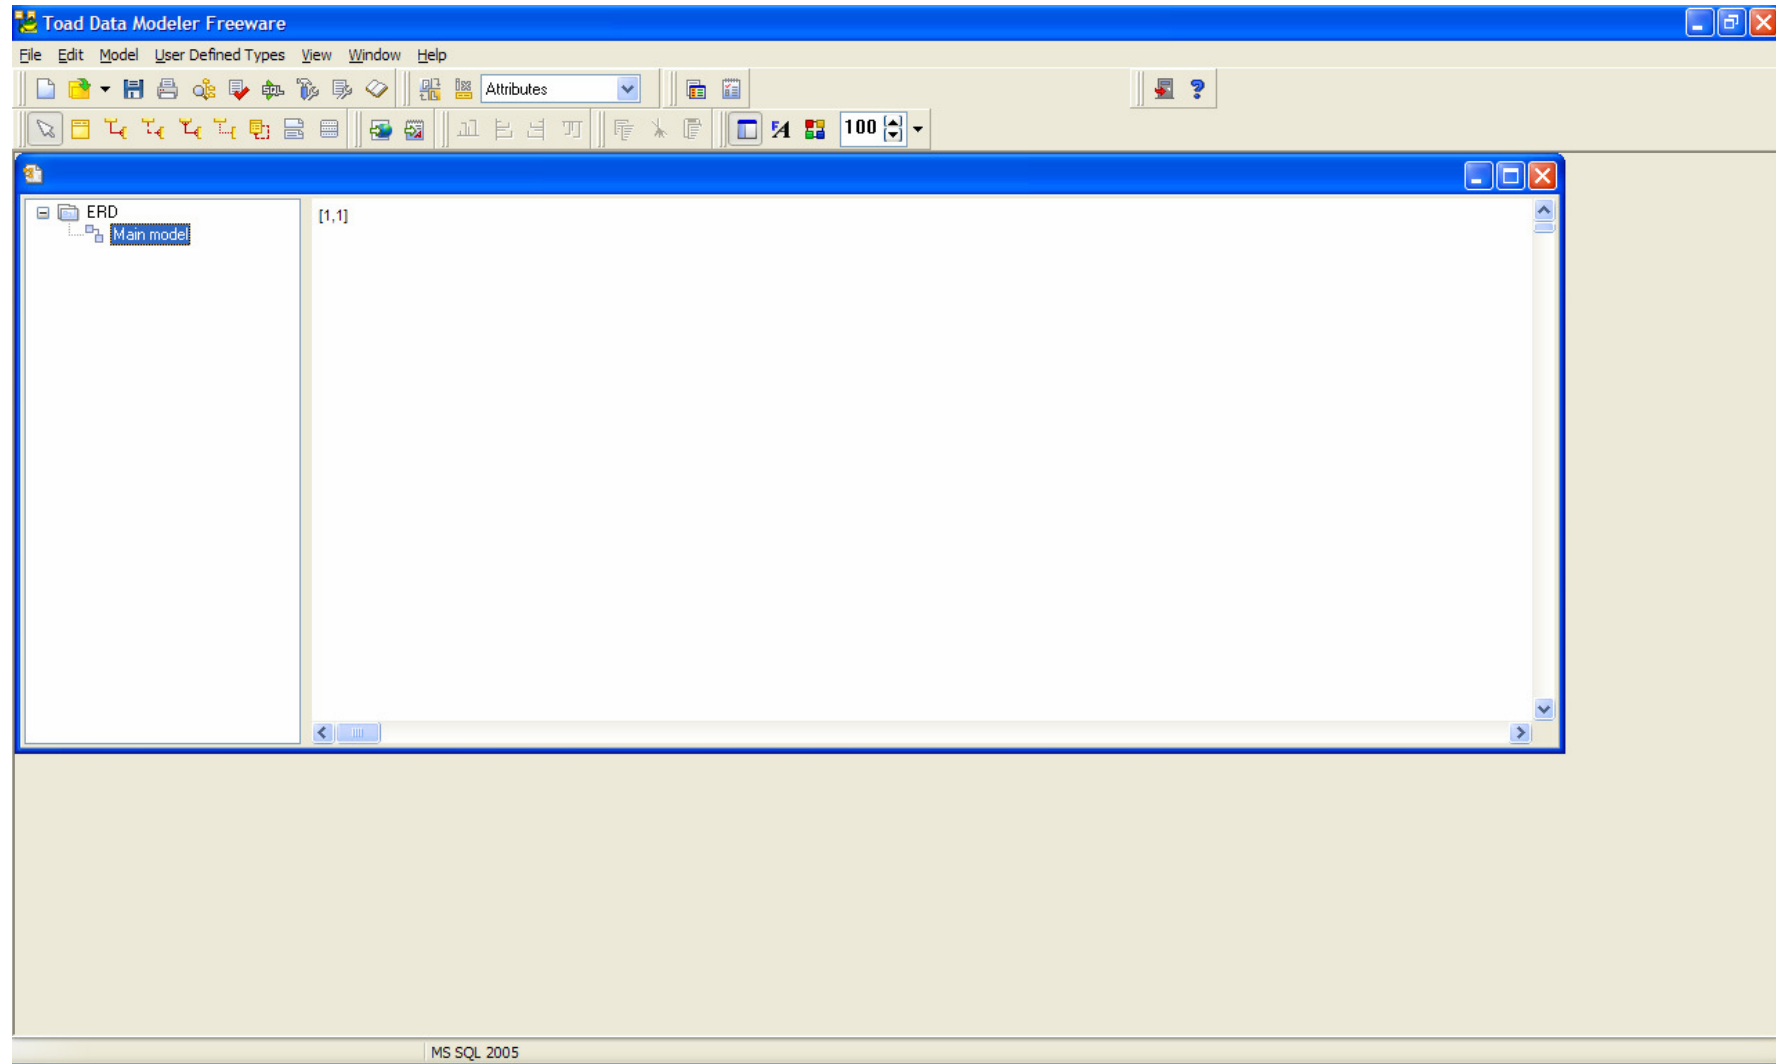 Toad Data Modeler Freeware
File Edit Model User Defined Types View Window Help
SQL Attributes
100
ERD
Main model
[1,1]
MS SQL 2005